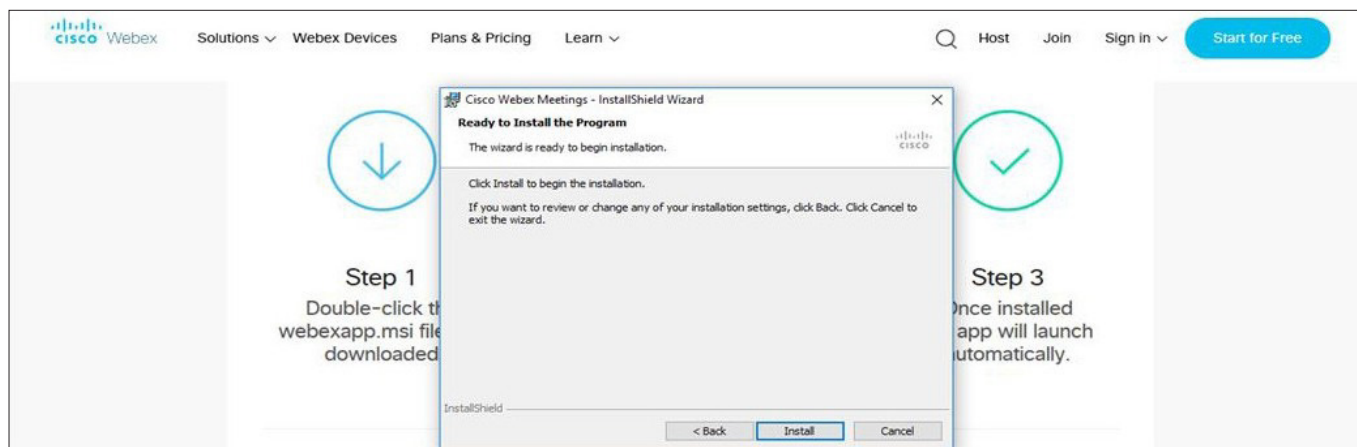 CISCO Webex
Solutions Webex Devices Plans & Pricing Learn Host Join Sign in Start for Free
Cisco Webex Meetings - InstallShield Wizard
Ready to Install the Program
The wizard is ready to begin installation.
CISCO
Click Install to begin the installation.
If you want to review or change any of your installation settings, click Back. Click Cancel to
exit the wizard.
Step 1
Double-click
webexapp.msi
downloaded
Step 3
installed
app will launch
InstallShield
< Back Install Cancel